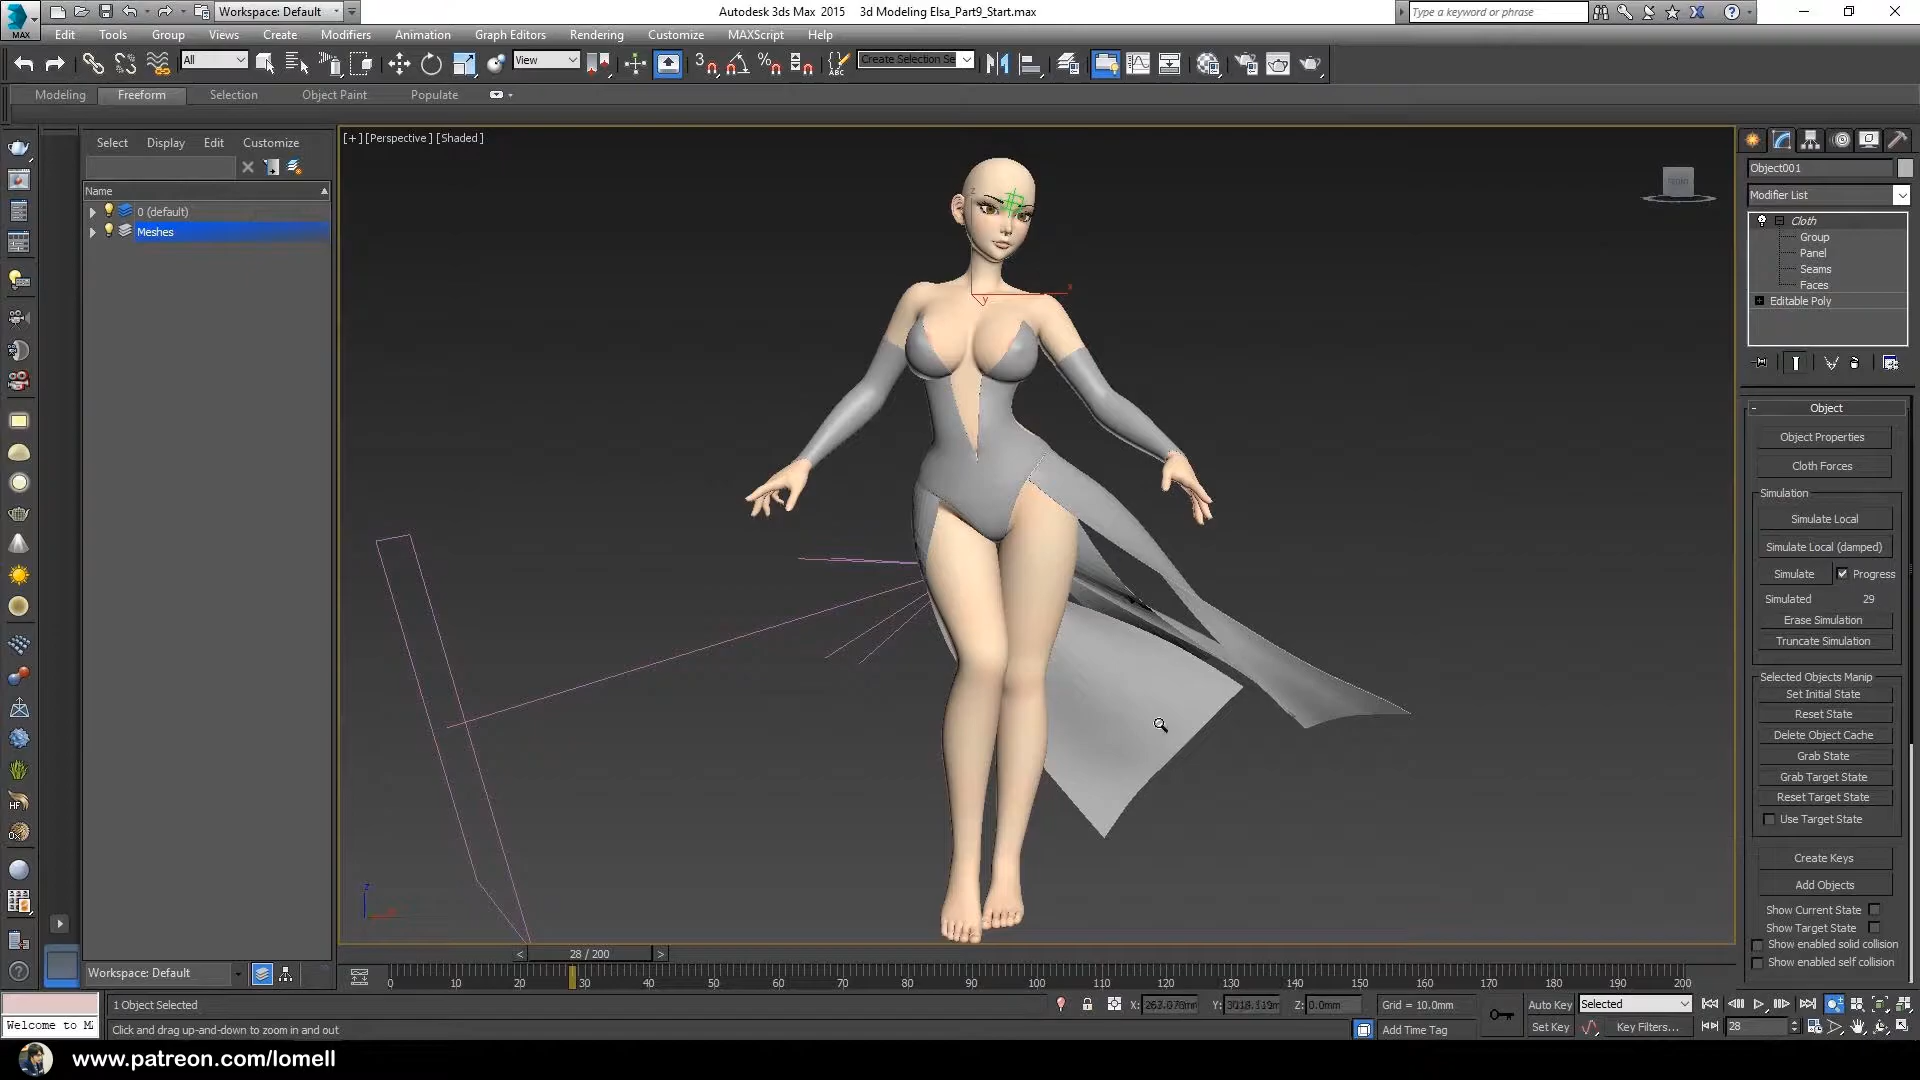 Workspace: Default
Autodesk 3ds Max 2015    3d Modeling Elsa_Part9_Start.max
Type a keyword or phrase
MAX
Edit Tools Group Views Create Modifiers Animation Graph Editors Rendering Customize MAXScript Help
All
View
Create Selection Se
Modeling Freeform Selection Object Paint Populate
Select Display Edit Customize
Name
0 (default)
Meshes
[+] [Perspective] [Shaded]
FRONT
Object001
Modifier List
Cloth
Group
Panel
Seams
Faces
Editable Poly
- Object
Object Properties
Cloth Forces
Simulation
Simulate Local
Simulate Local (damped)
Simulate Progress
Simulated 29
Erase Simulation
Truncate Simulation
Selected Objects Manip
Set Initial State
Reset State
Delete Object Cache
Grab State
Grab Target State
Reset Target State
Use Target State
Create Keys
Add Objects
Show Current State
Show Target State
Show enabled solid collision
Show enabled self collision
z
x
y
z
< 28 / 200 >
Workspace: Default
0 10 20 30 40 50 60 70 80 90 100 110 120 130 140 150 160 170 180 190 200
1 Object Selected
X: Y: Z: 0.0mm
Grid = 10.0mm
Auto Key
Selected
Welcome to M
Click and drag up-and-down to zoom in and out
Add Time Tag
Set Key
Key Filters...
28
www.patreon.com/lomell